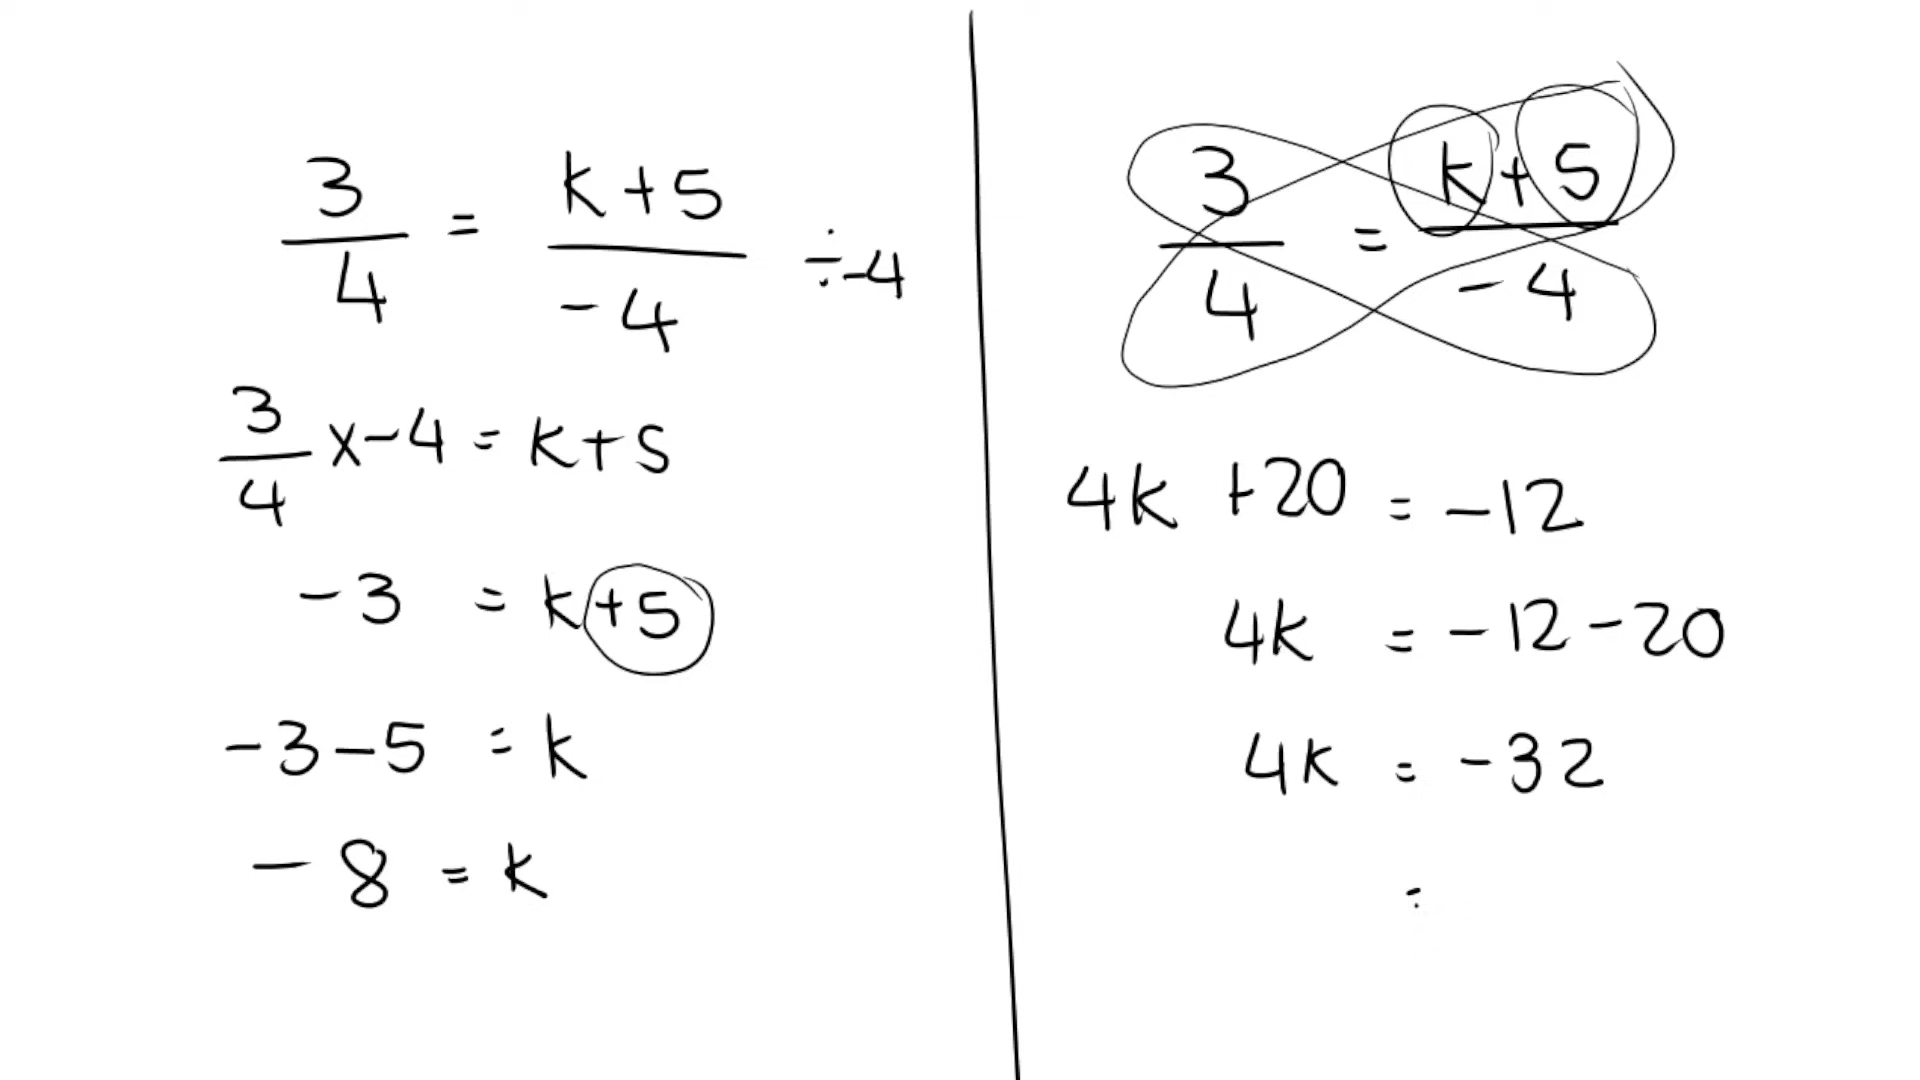 3/4 = (k+5)/-4 ÷-4
3/4 x-4 = k+5
-3 = k+5
-3-5 = k
-8 = k
3/4 = (k+5)/-4
4k +20 = -12
4k = -12-20
4k = -32
=